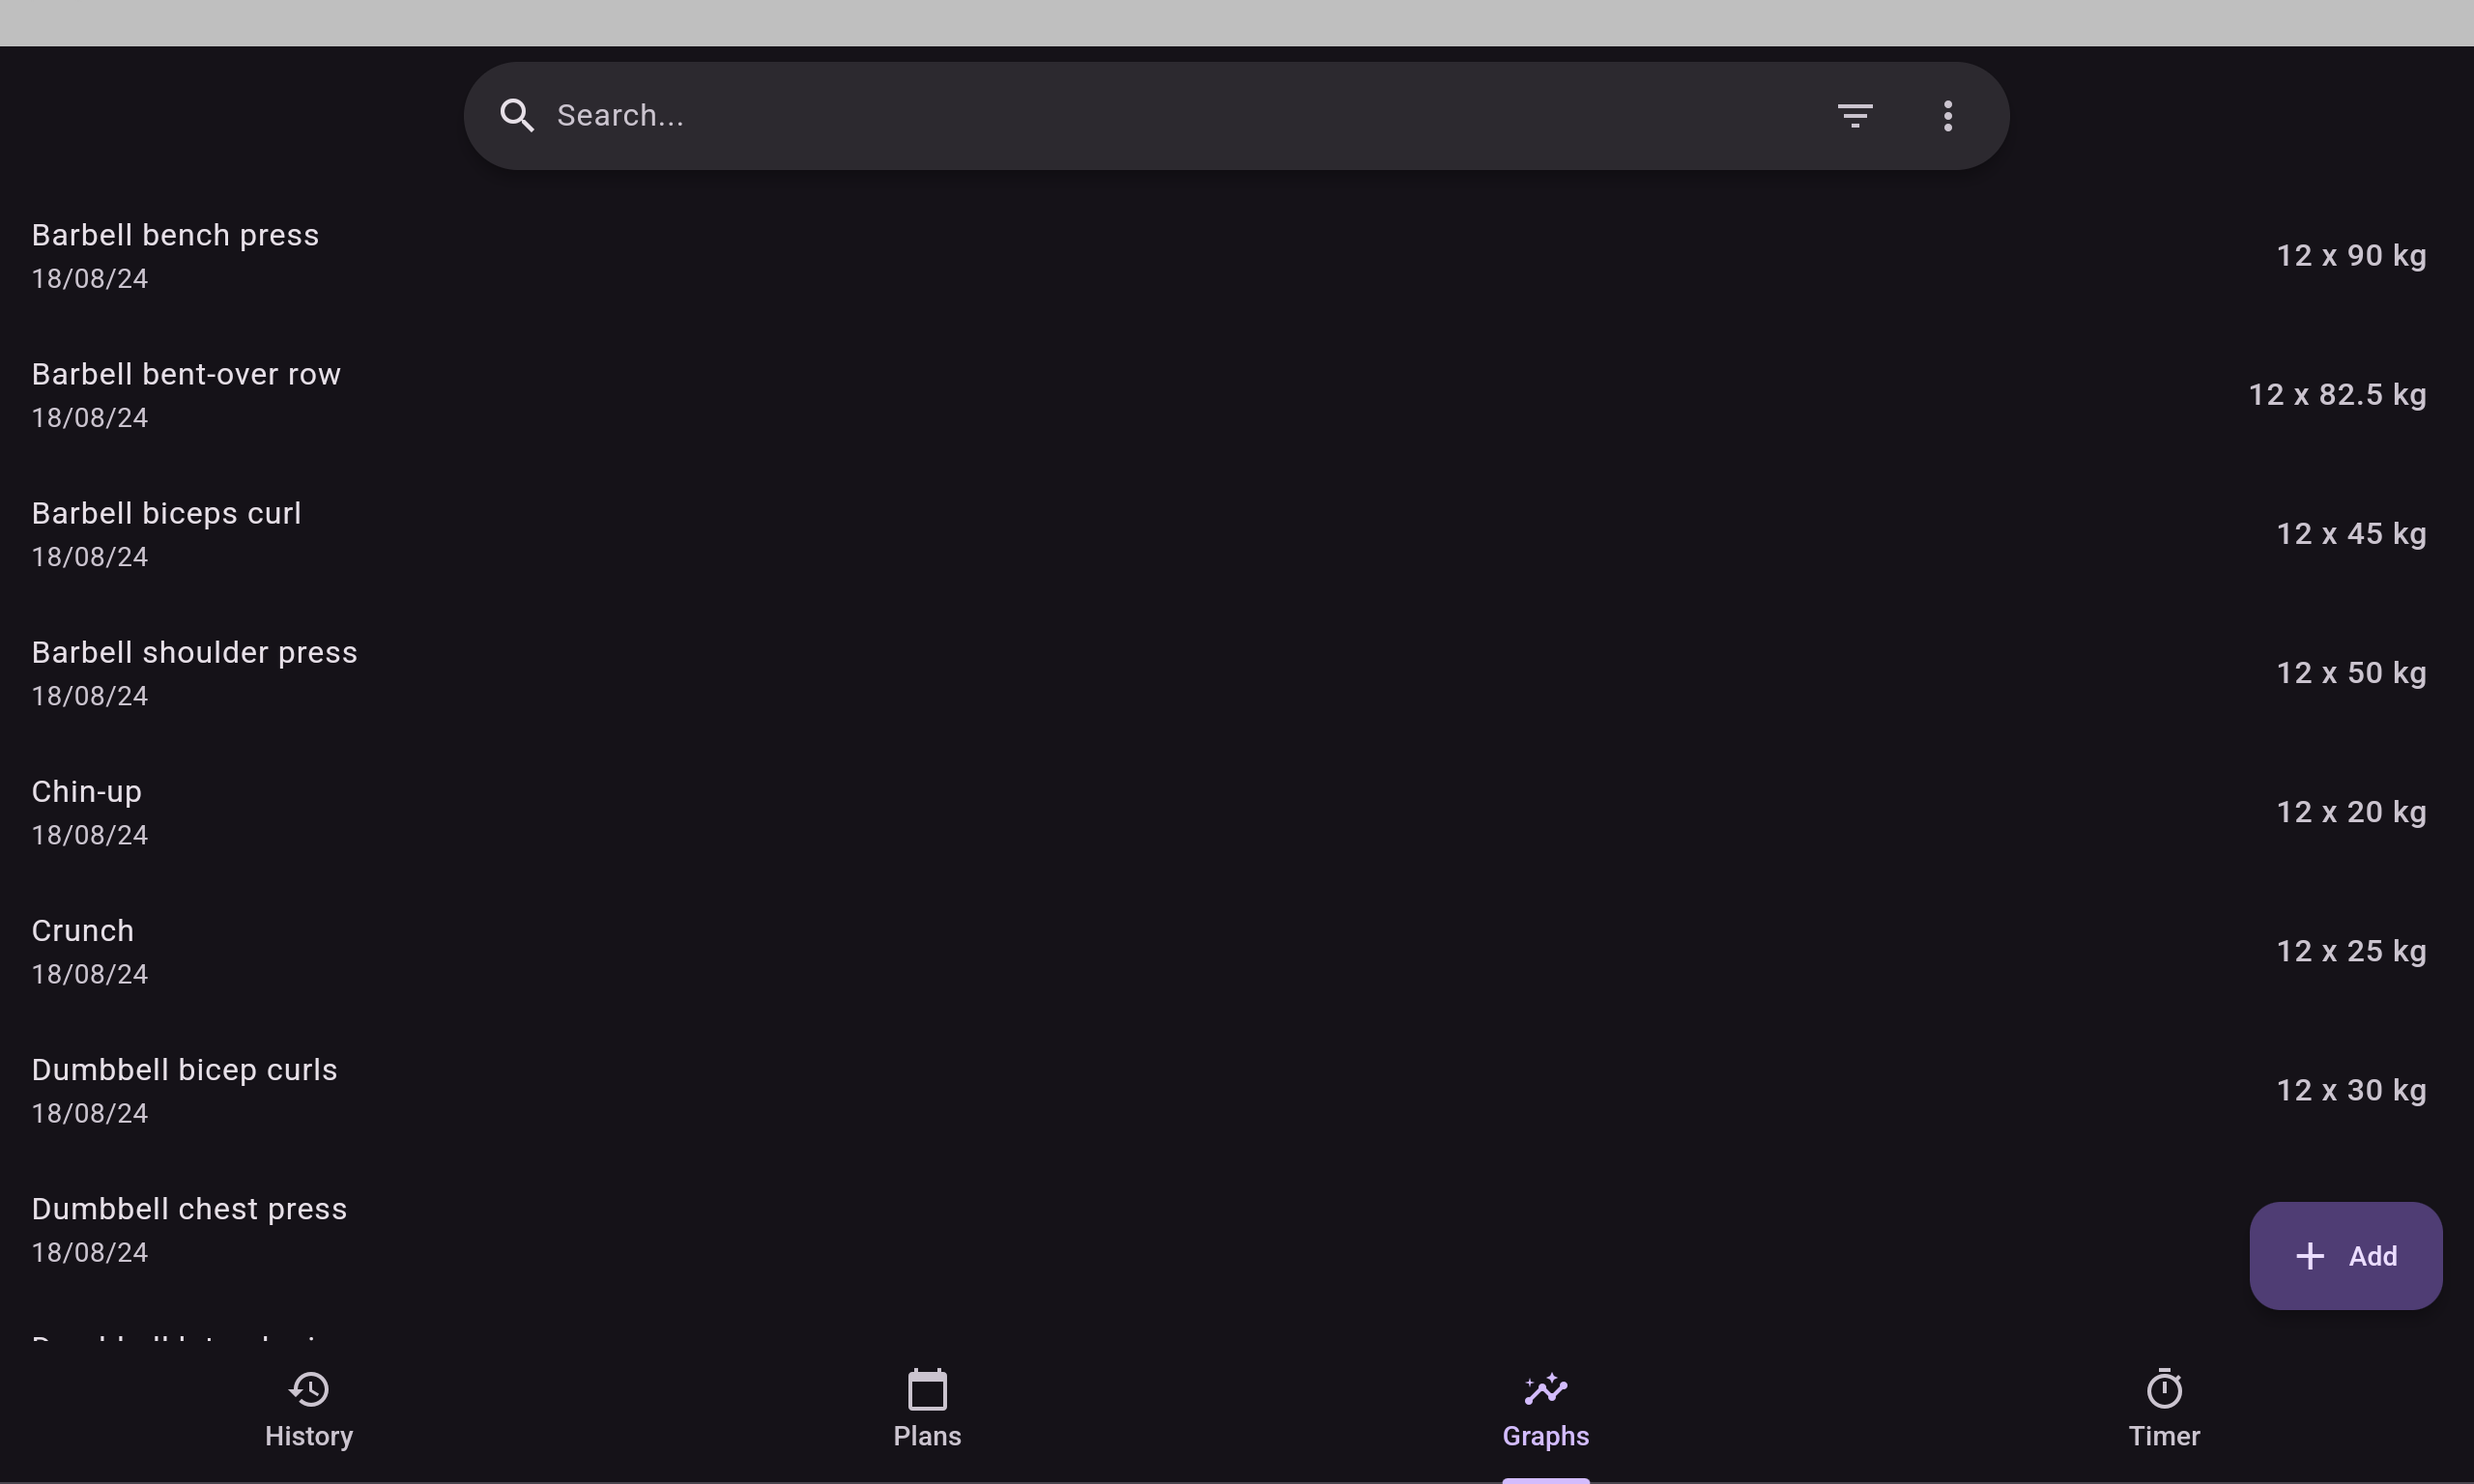 Search...
Barbell bench press
18/08/24
12 x 90 kg
Barbell bent-over row
18/08/24
12 x 82.5 kg
Barbell biceps curl
18/08/24
12 x 45 kg
Barbell shoulder press
18/08/24
12 x 50 kg
Chin-up
18/08/24
12 x 20 kg
Crunch
18/08/24
12 x 25 kg
Dumbbell bicep curls
18/08/24
12 x 30 kg
Dumbbell chest press
18/08/24
Add
Dumbbell
History
Plans
Graphs
Timer